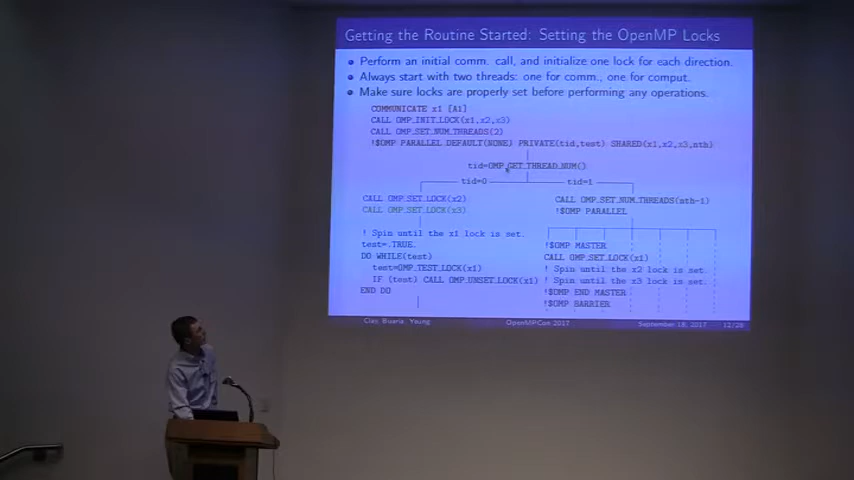 Getting the Routine Started: Setting the OpenMP Locks
Perform an initial comm. call, and initialize one lock for each direction.
Always start with two threads: one for comm., one for comput.
Make sure locks are properly set before performing any operations.
COMMUNICATE x1 [A1]
CALL OMP_INIT_LOCK(x1,x2,x3)
CALL OMP_SET_NUM_THREADS(2)
!$OMP PARALLEL DEFAULT(NONE) PRIVATE(tid,test) SHARED(x1,x2,x3,nth)
tid=OMP_GET_THREAD_NUM()
tid=0
tid=1
CALL OMP_SET_LOCK(x2)
CALL OMP_SET_LOCK(x3)
! Spin until the x1 lock is set.
test=.TRUE.
DO WHILE(test)
test=OMP_TEST_LOCK(x1)
IF (test) CALL OMP_UNSET_LOCK(x1)
END DO
CALL OMP_SET_NUM_THREADS(nth-1)
!$OMP PARALLEL
!$OMP MASTER
CALL OMP_SET_LOCK(x1)
! Spin until the x2 lock is set.
! Spin until the x3 lock is set.
!$OMP END MASTER
!$OMP BARRIER
Clay, Buaria, Yeung
OpenMPCon 2017
September 18, 2017
12/28